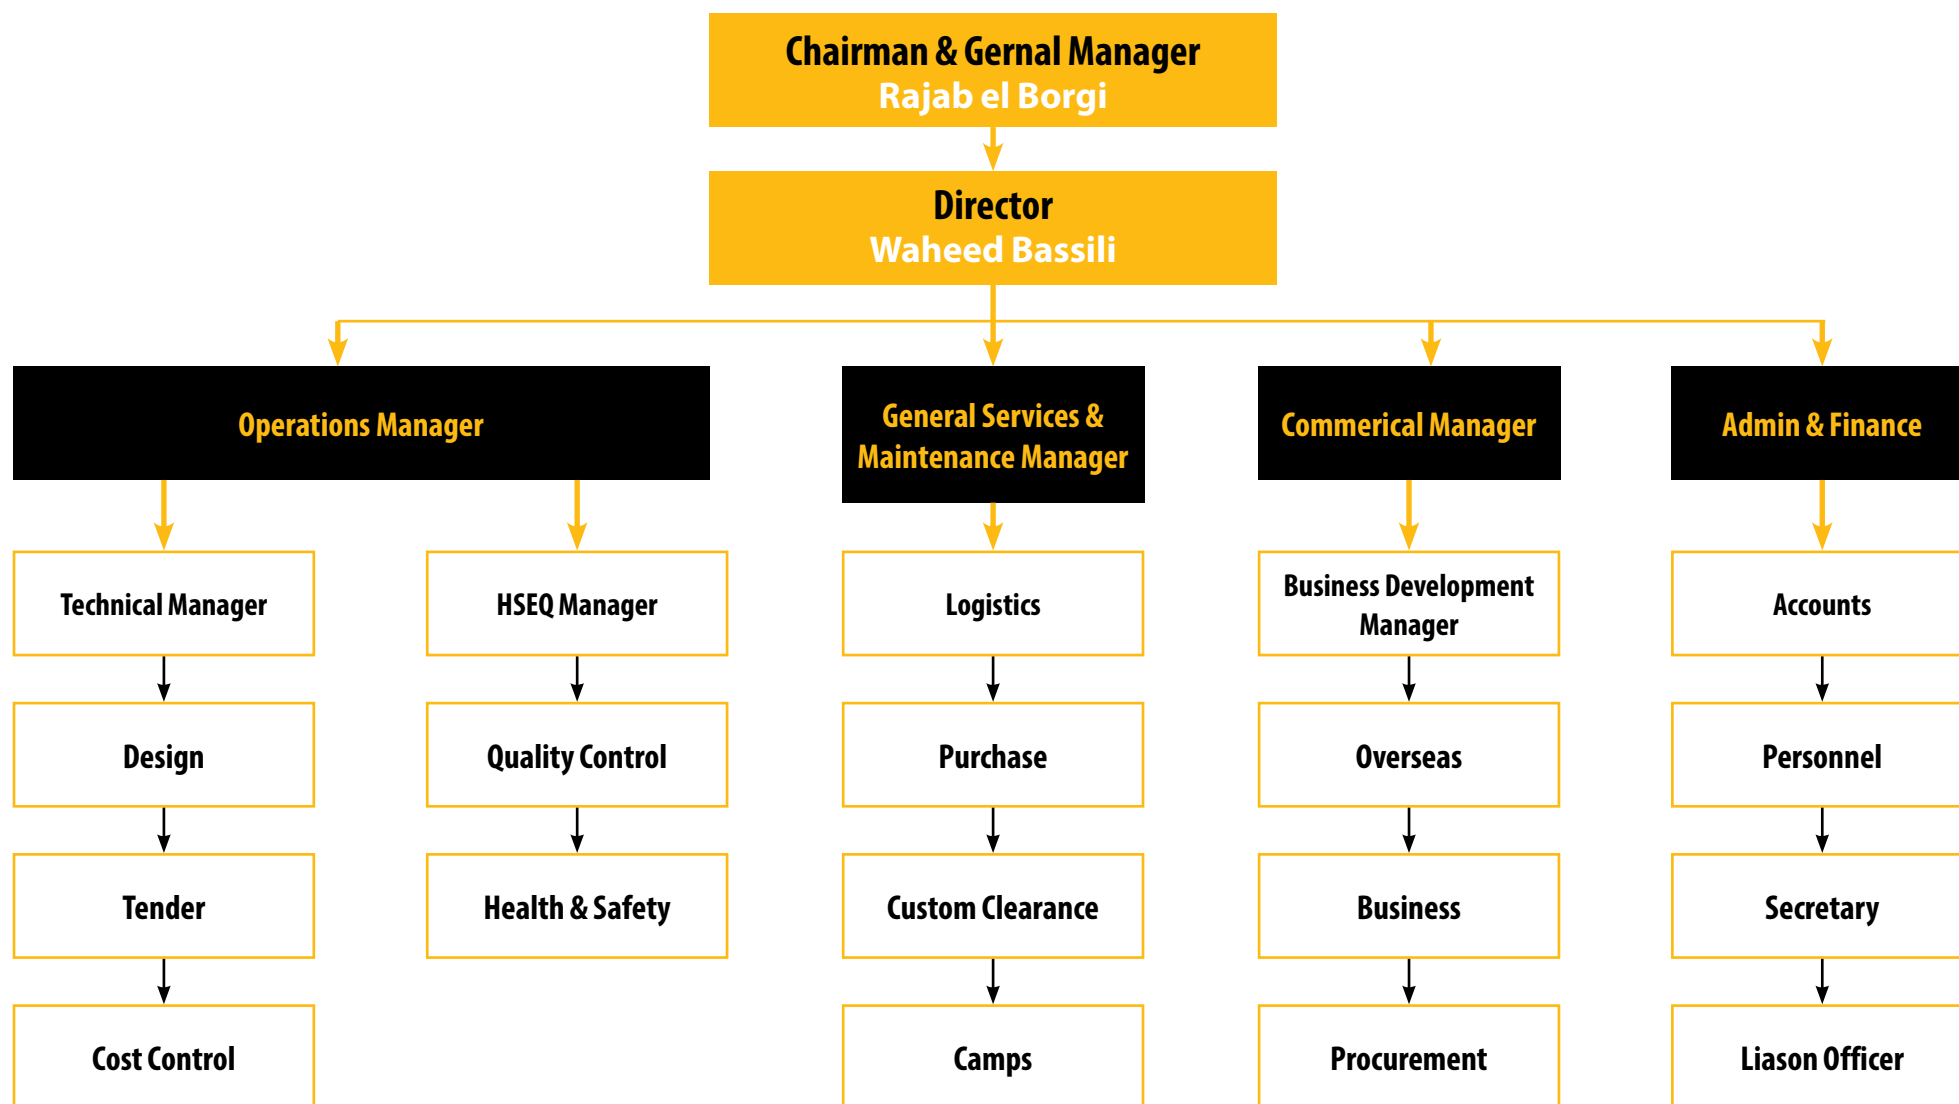 Chairman & Gernal Manager
Rajab el Borgi
Director
Waheed Bassili
Operations Manager
General Services &
Maintenance Manager
Commerical Manager
Admin & Finance
Technical Manager
HSEQ Manager
Logistics
Business Development
Manager
Accounts
Design
Quality Control
Purchase
Overseas
Personnel
Tender
Health & Safety
Custom Clearance
Business
Secretary
Cost Control
Camps
Procurement
Liason Officer